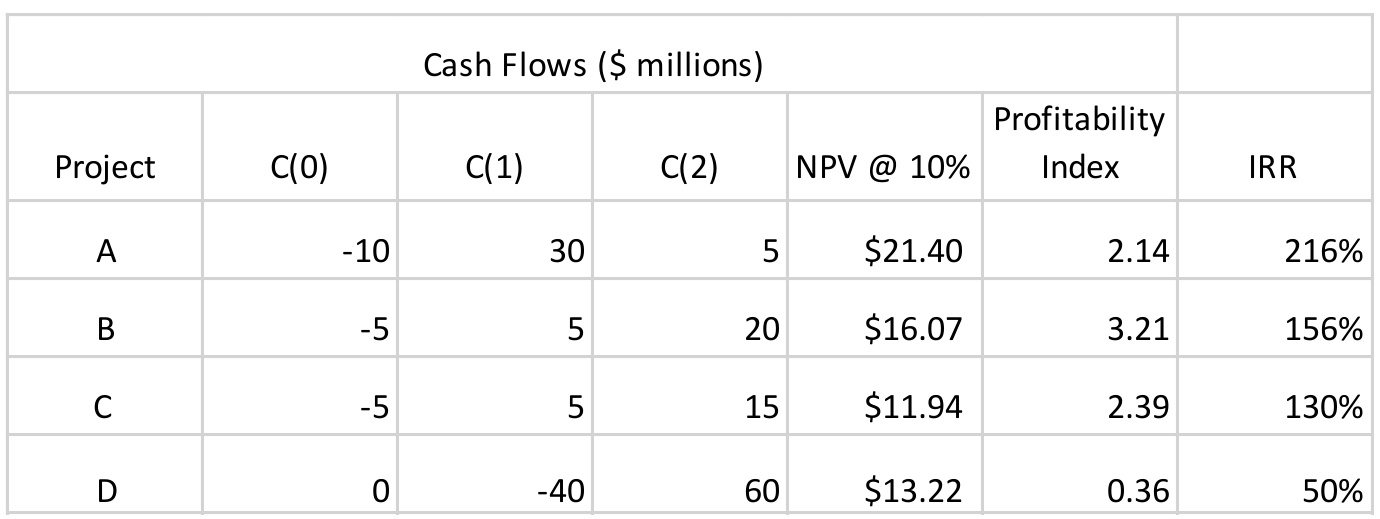 Cash Flows ($ millions)
Project C(0) C(1) C(2) NPV @ 10% Profitability Index IRR
A -10 30 5 $21.40 2.14 216%
B -5 5 20 $16.07 3.21 156%
C -5 5 15 $11.94 2.39 130%
D 0 -40 60 $13.22 0.36 50%